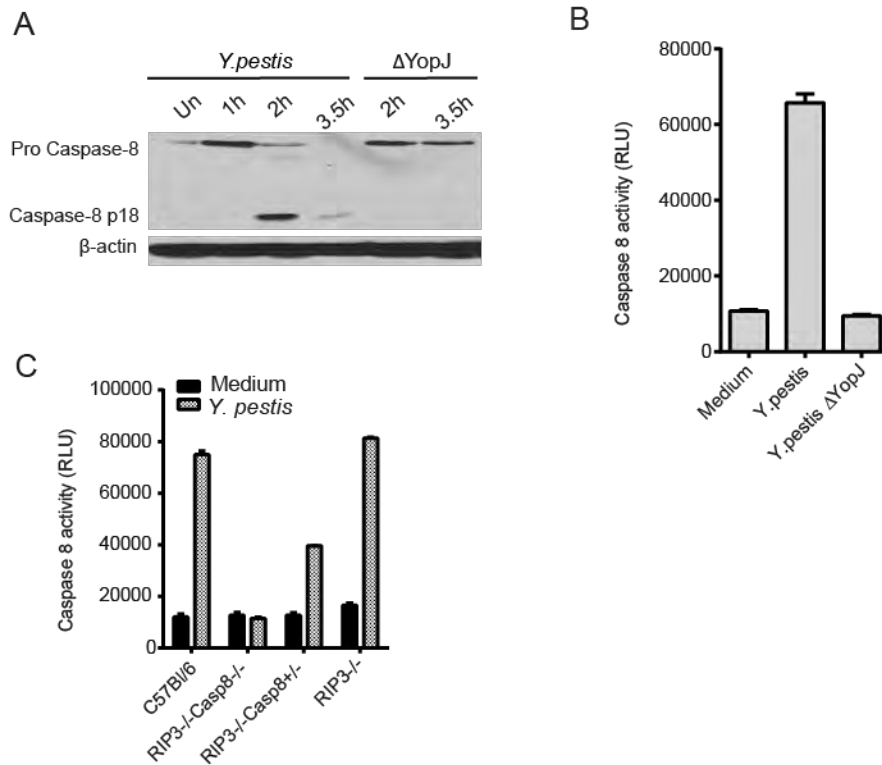 A
Y.pestis
ΔYopJ
Un 1h 2h 3.5h 2h 3.5h
Pro Caspase-8
Caspase-8 p18
β-actin
B
Caspase 8 activity (RLU)
80000
60000
40000
20000
0
Medium
Y.pestis
Y.pestis ΔYopJ
C
Medium
Y. pestis
Caspase 8 activity (RLU)
100000
80000
60000
40000
20000
0
C57Bl/6
RIP3-/-Casp8-/-
RIP3-/-Casp8+/-
RIP3-/-